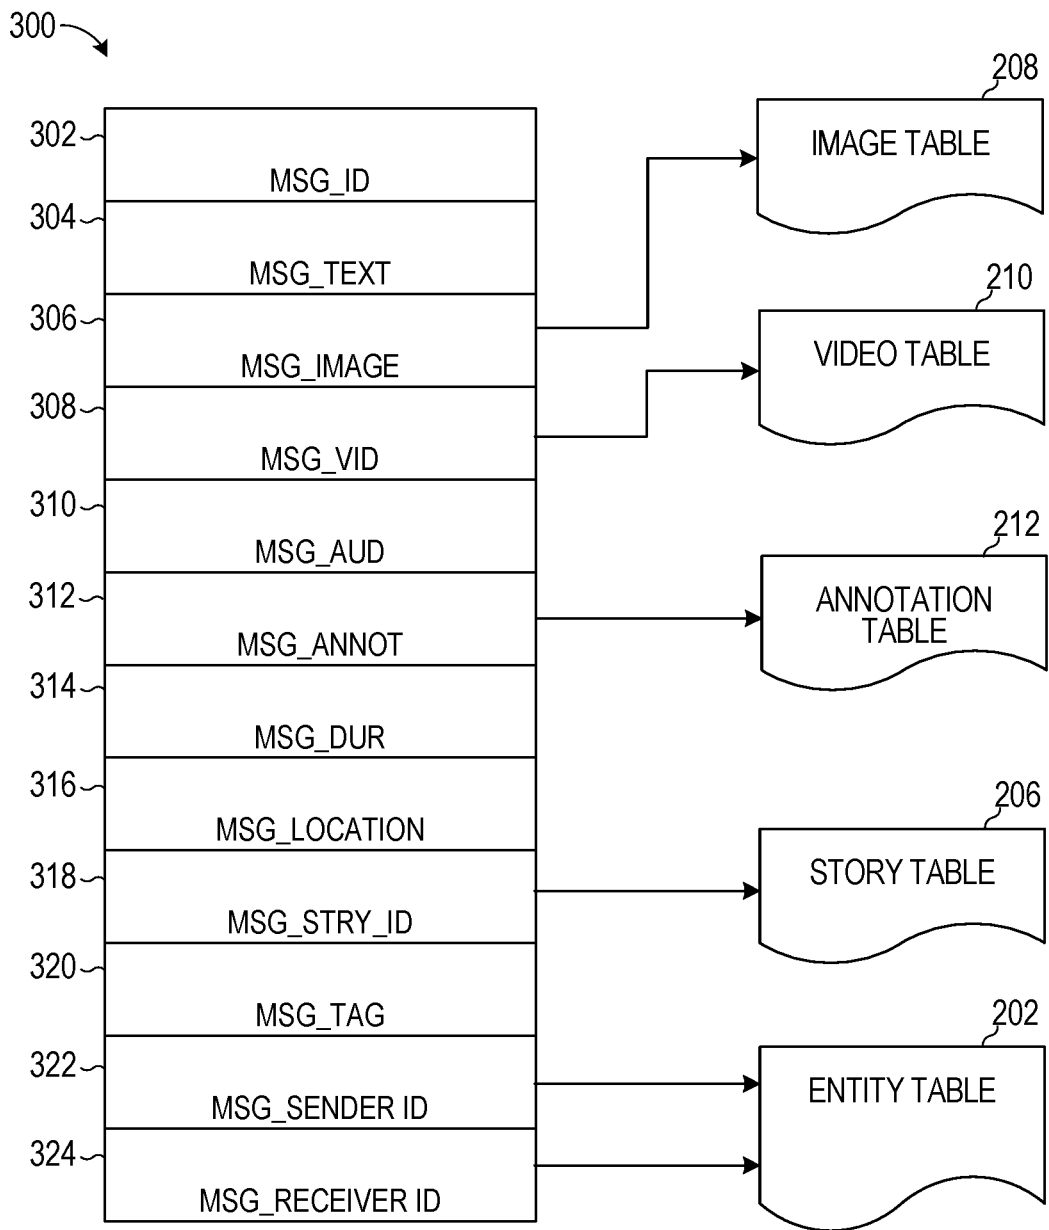 300
302
MSG_ID
304
MSG_TEXT
306
MSG_IMAGE
308
MSG_VID
310
MSG_AUD
312
MSG_ANNOT
314
MSG_DUR
316
MSG_LOCATION
318
MSG_STRY_ID
320
MSG_TAG
322
MSG_SENDER ID
324
MSG_RECEIVER ID
208
IMAGE TABLE
210
VIDEO TABLE
212
ANNOTATION
TABLE
206
STORY TABLE
202
ENTITY TABLE